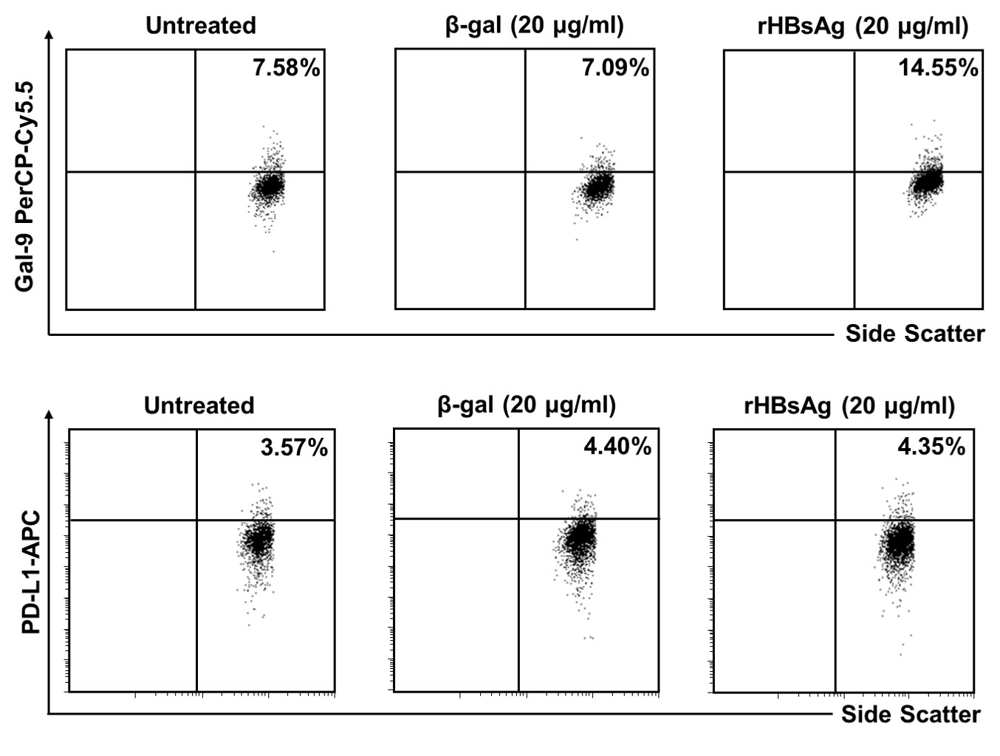 Untreated
β-gal (20 µg/ml)
rHBsAg (20 µg/ml)
7.58%
7.09%
14.55%
Gal-9 PerCP-Cy5.5
Side Scatter
Untreated
β-gal (20 µg/ml)
rHBsAg (20 µg/ml)
3.57%
4.40%
4.35%
PD-L1-APC
Side Scatter